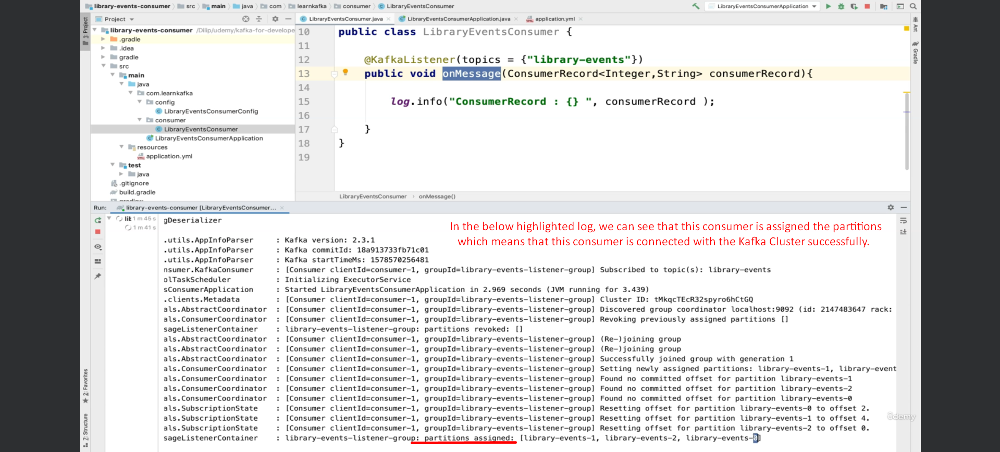 library-events-consumer src main java com learnkafka consumer LibraryEventsConsumer
LibraryEventsConsumerApplication
1: Project
Project
LibraryEventsConsumer.java
LibraryEventsConsumerApplication.java
application.yml
Ant
Gradle
library-events-consumer /Dilip/udemy/kafka-for-develope
.gradle
.idea
gradle
src
main
java
com.learnkafka
config
LibraryEventsConsumerConfig
consumer
LibraryEventsConsumer
LibraryEventsConsumerApplication
resources
application.yml
test
java
.gitignore
build.gradle
10 public class LibraryEventsConsumer {
11
12 @KafkaListener(topics = {"library-events"})
13 public void onMessage(ConsumerRecord<Integer,String> consumerRecord){
14
15 log.info("ConsumerRecord : {} ", consumerRecord );
16
17 }
18 }
19
LibraryEventsConsumer › onMessage()
Run: library-events-consumer [LibraryEventsConsumer...
lit 1 m 45 s
1 m 41 s
In the below highlighted log, we can see that this consumer is assigned the partitions
which means that this consumer is connected with the Kafka Cluster successfully.
gDeserializer
.utils.AppInfoParser : Kafka version: 2.3.1
.utils.AppInfoParser : Kafka commitId: 18a913733fb71c01
.utils.AppInfoParser : Kafka startTimeMs: 1578570256481
nsumer.KafkaConsumer : [Consumer clientId=consumer-1, groupId=library-events-listener-group] Subscribed to topic(s): library-events
olTaskScheduler : Initializing ExecutorService
sConsumerApplication : Started LibraryEventsConsumerApplication in 2.969 seconds (JVM running for 3.439)
.clients.Metadata : [Consumer clientId=consumer-1, groupId=library-events-listener-group] Cluster ID: tMkqcTEcR32spyro6hCtGQ
als.AbstractCoordinator : [Consumer clientId=consumer-1, groupId=library-events-listener-group] Discovered group coordinator localhost:9092 (id: 2147483647 rack:
als.ConsumerCoordinator : [Consumer clientId=consumer-1, groupId=library-events-listener-group] Revoking previously assigned partitions []
sageListenerContainer : library-events-listener-group: partitions revoked: []
als.AbstractCoordinator : [Consumer clientId=consumer-1, groupId=library-events-listener-group] (Re-)joining group
als.AbstractCoordinator : [Consumer clientId=consumer-1, groupId=library-events-listener-group] (Re-)joining group
als.AbstractCoordinator : [Consumer clientId=consumer-1, groupId=library-events-listener-group] Successfully joined group with generation 1
als.ConsumerCoordinator : [Consumer clientId=consumer-1, groupId=library-events-listener-group] Setting newly assigned partitions: library-events-1, library-event
als.ConsumerCoordinator : [Consumer clientId=consumer-1, groupId=library-events-listener-group] Found no committed offset for partition library-events-1
als.ConsumerCoordinator : [Consumer clientId=consumer-1, groupId=library-events-listener-group] Found no committed offset for partition library-events-2
als.ConsumerCoordinator : [Consumer clientId=consumer-1, groupId=library-events-listener-group] Found no committed offset for partition library-events-0
als.SubscriptionState : [Consumer clientId=consumer-1, groupId=library-events-listener-group] Resetting offset for partition library-events-0 to offset 2.
als.SubscriptionState : [Consumer clientId=consumer-1, groupId=library-events-listener-group] Resetting offset for partition library-events-1 to offset 4.
als.SubscriptionState : [Consumer clientId=consumer-1, groupId=library-events-listener-group] Resetting offset for partition library-events-2 to offset 0.
sageListenerContainer : library-events-listener-group: partitions assigned: [library-events-1, library-events-2, library-events-0]
2: Favorites
Z: Structure
ûdemy